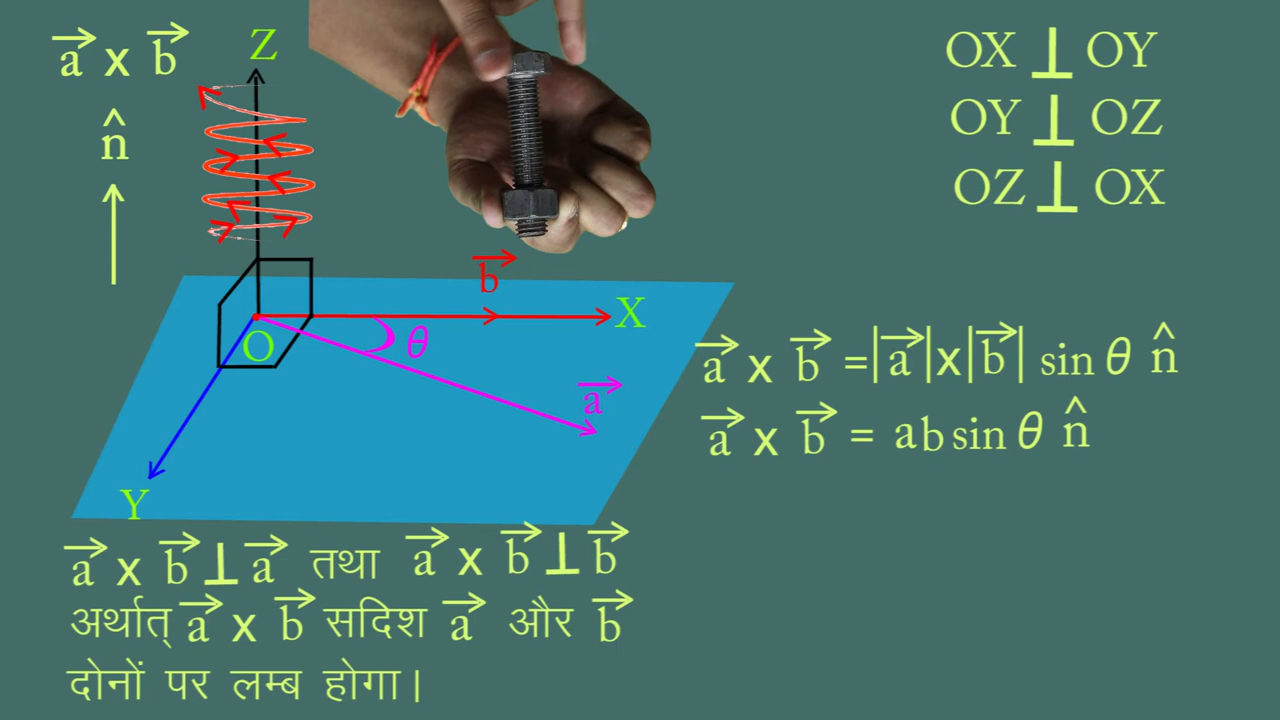 a⃗ x b⃗
n̂
Z
OX ⊥ OY
OY ⊥ OZ
OZ ⊥ OX
b⃗
X
O
θ
a⃗
Y
a⃗ x b⃗ =|a⃗|x|b⃗| sin θ n̂
a⃗ x b⃗ = ab sin θ n̂
a⃗ x b⃗ ⊥ a⃗ तथा a⃗ x b⃗ ⊥ b⃗
अर्थात् a⃗ x b⃗ सदिश a⃗ और b⃗
दोनों पर लम्ब होगा।